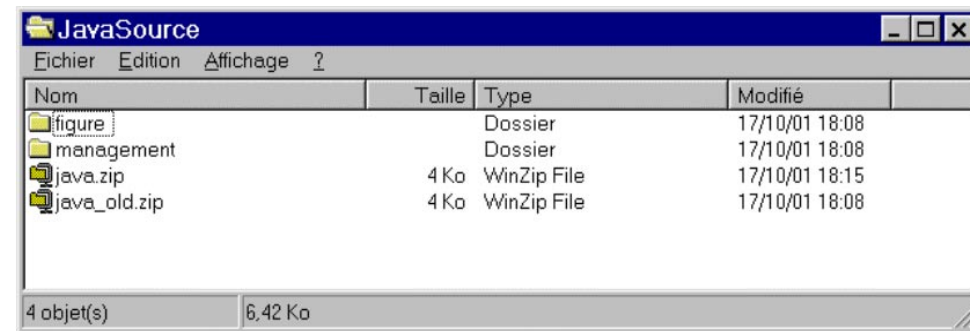 JavaSource
Fichier Edition Affichage ?
Nom Taille Type Modifié
figure Dossier 17/10/01 18:08
management Dossier 17/10/01 18:08
java.zip 4 Ko WinZip File 17/10/01 18:15
java_old.zip 4 Ko WinZip File 17/10/01 18:08
4 objet(s) 6,42 Ko